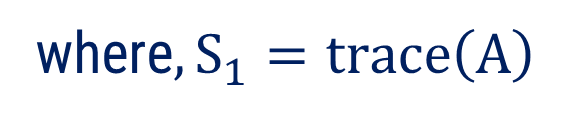 where, S₁ = trace(A)